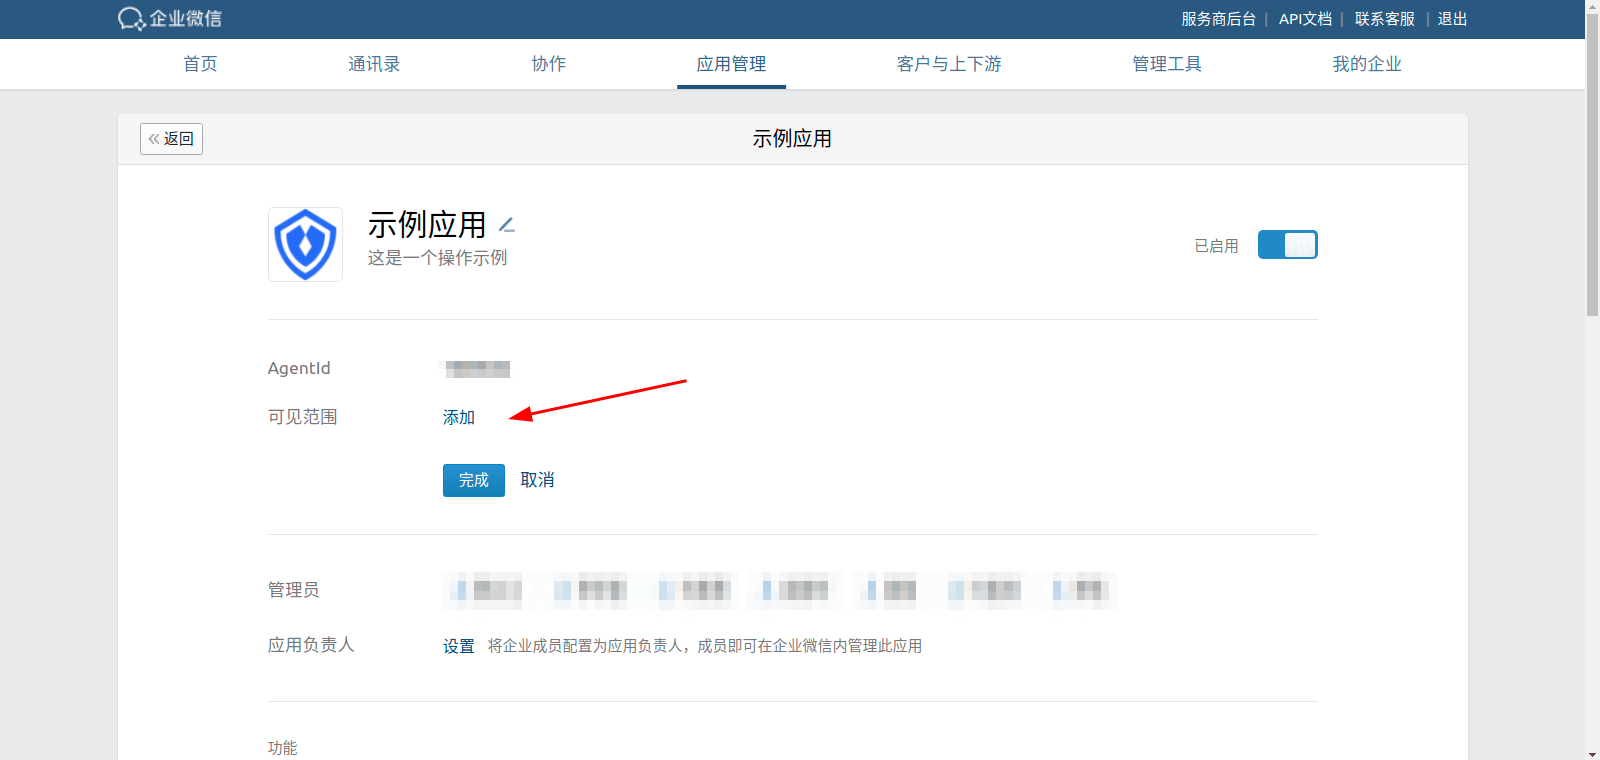 企业微信
服务商后台 | API文档 | 联系客服 | 退出
首页 通讯录 协作 应用管理 客户与上下游 管理工具 我的企业
« 返回
示例应用
示例应用
这是一个操作示例
已启用
AgentId
可见范围 添加
完成 取消
管理员
应用负责人 设置 将企业成员配置为应用负责人，成员即可在企业微信内管理此应用
功能